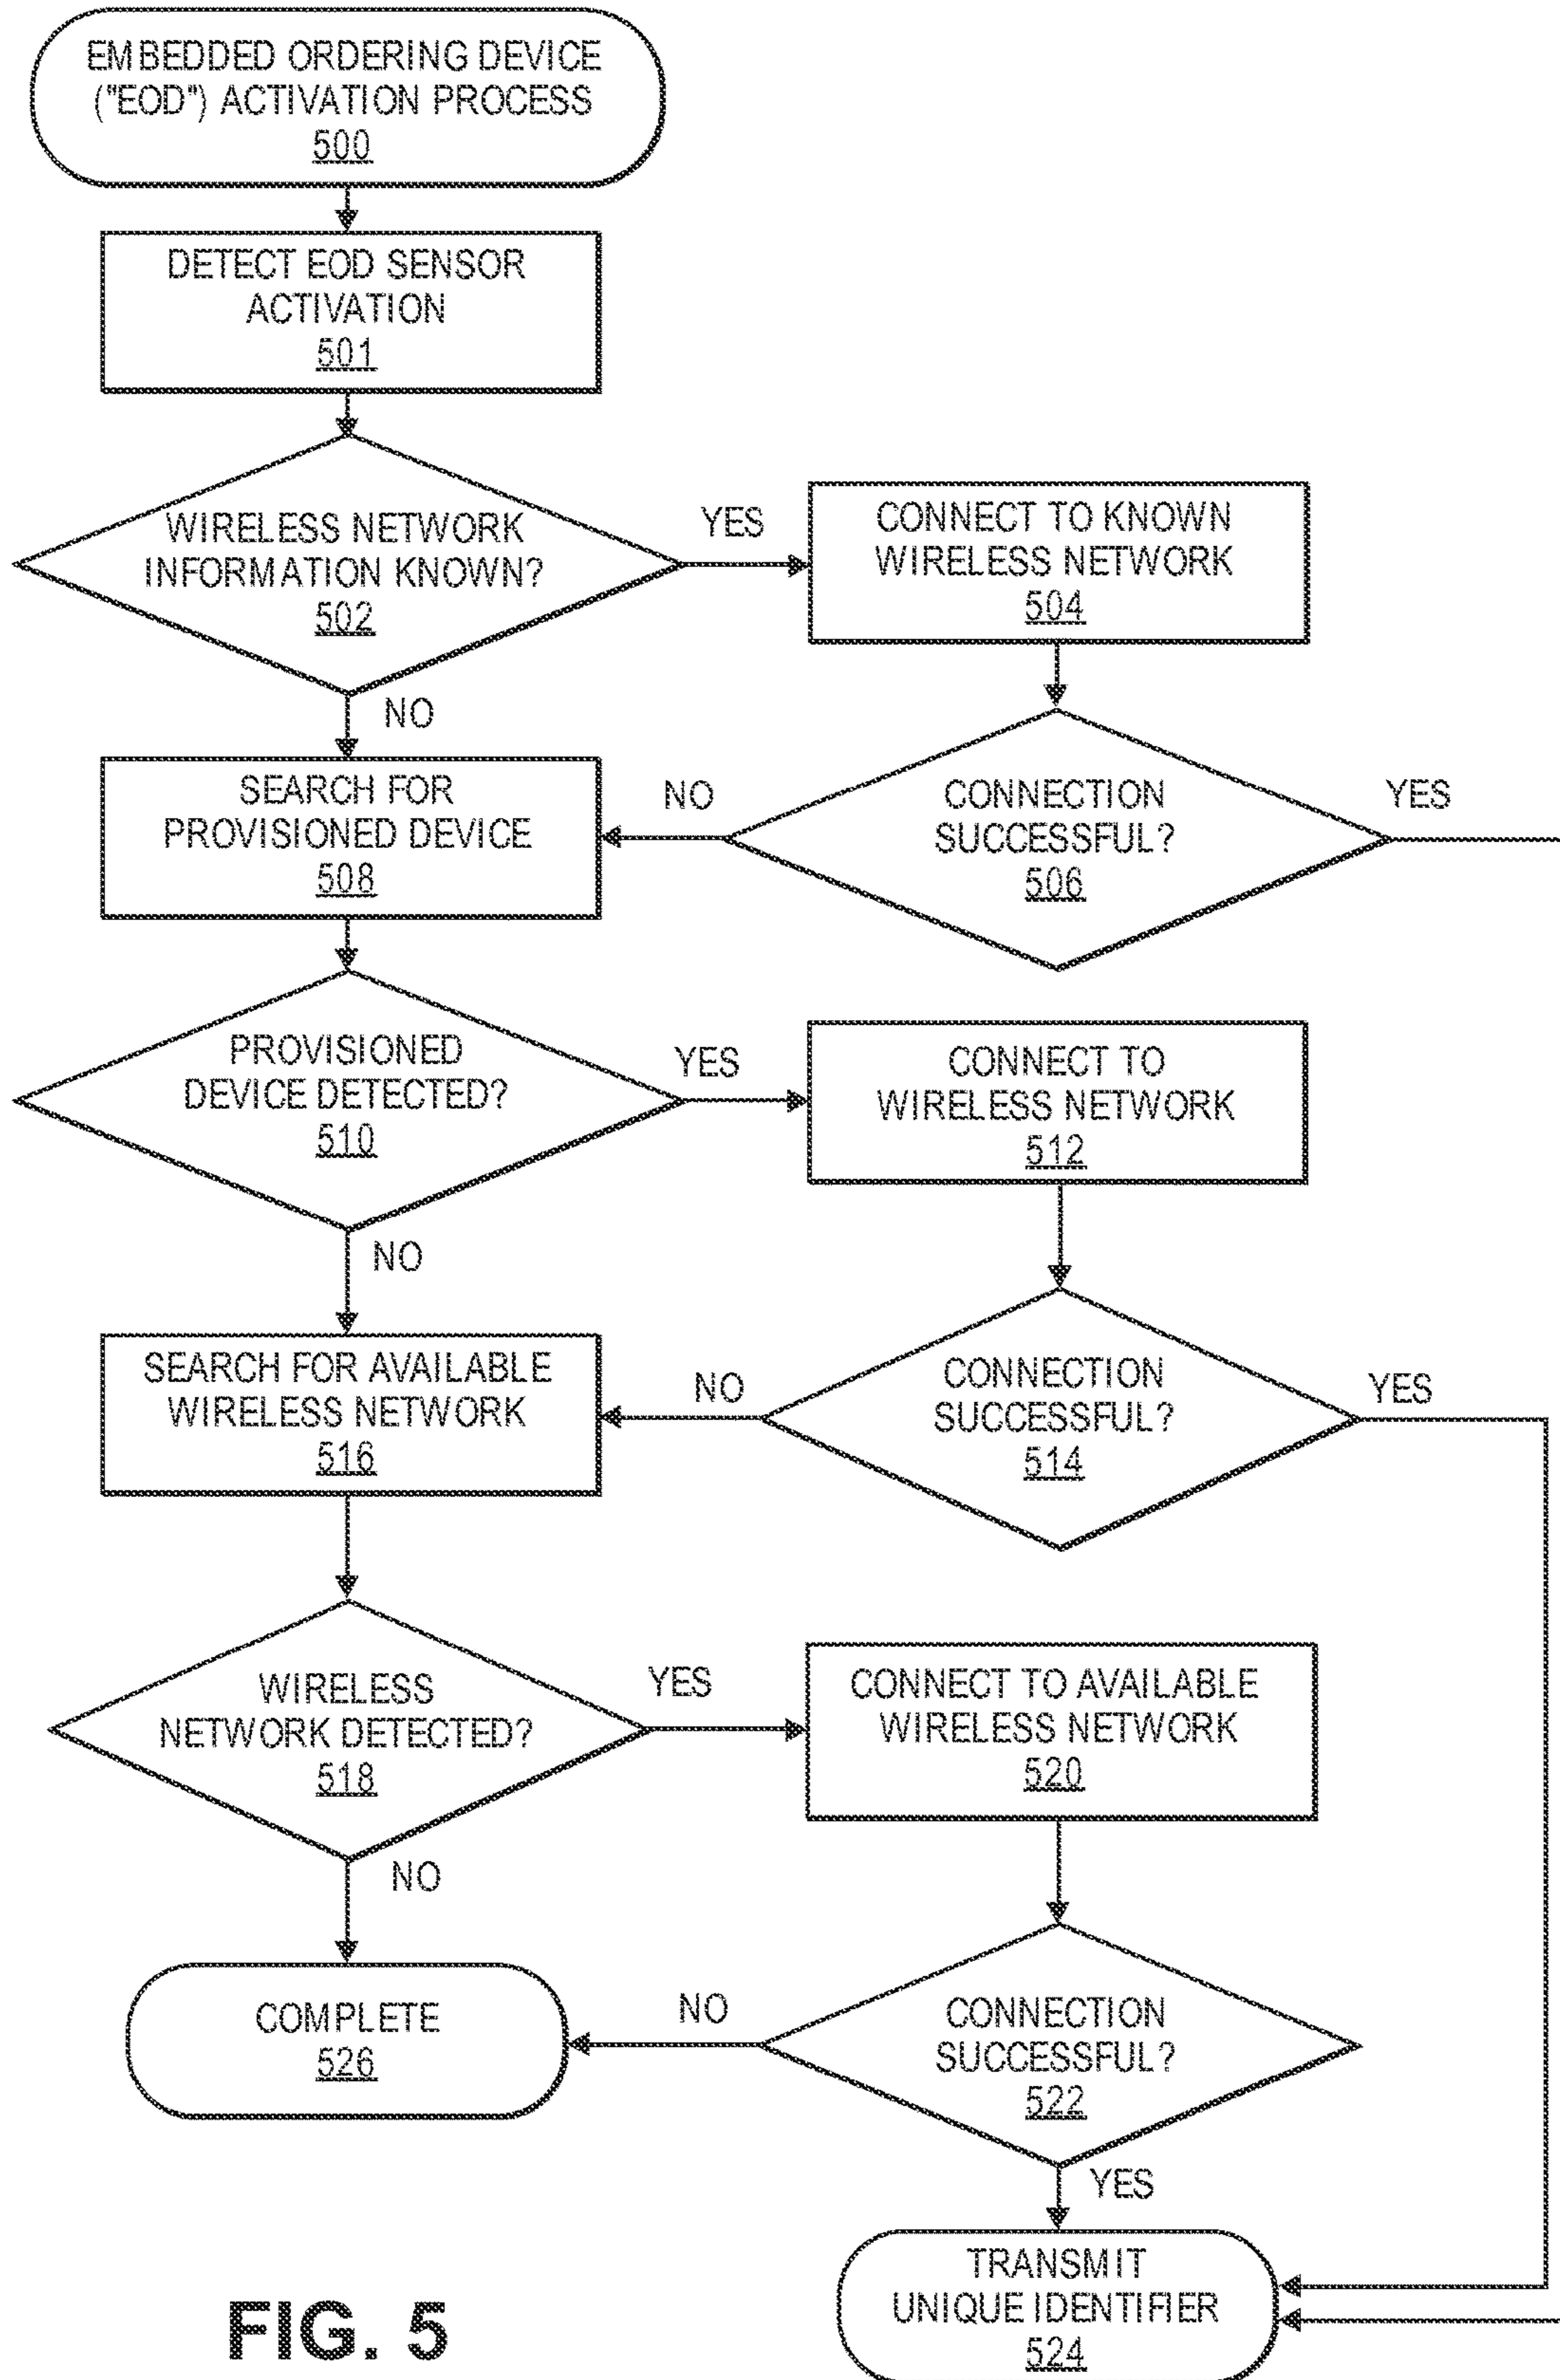 EMBEDDED ORDERING DEVICE
("EOD") ACTIVATION PROCESS
500
DETECT EOD SENSOR
ACTIVATION
501
WIRELESS NETWORK
INFORMATION KNOWN?
502
YES
CONNECT TO KNOWN
WIRELESS NETWORK
504
NO
SEARCH FOR
PROVISIONED DEVICE
508
NO
CONNECTION
SUCCESSFUL?
506
YES
PROVISIONED
DEVICE DETECTED?
510
YES
CONNECT TO
WIRELESS NETWORK
512
NO
SEARCH FOR AVAILABLE
WIRELESS NETWORK
516
NO
CONNECTION
SUCCESSFUL?
514
YES
WIRELESS
NETWORK DETECTED?
518
YES
CONNECT TO AVAILABLE
WIRELESS NETWORK
520
NO
COMPLETE
526
NO
CONNECTION
SUCCESSFUL?
522
YES
TRANSMIT
UNIQUE IDENTIFIER
524
FIG. 5